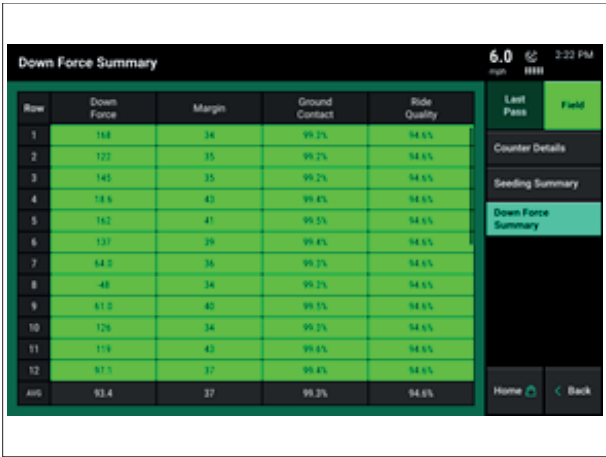 Down Force Summary
6.0 2:22 PM
mph
Row Down Force Margin Ground Contact Ride Quality
1 168 34 99.2% 94.6%
2 122 35 99.2% 94.6%
3 145 35 99.2% 94.6%
4 18.6 43 99.4% 94.6%
5 162 41 99.5% 94.6%
6 137 39 99.4% 94.6%
7 64.0 36 99.3% 94.6%
8 -48 34 99.2% 94.6%
9 61.0 40 99.5% 94.6%
10 126 34 99.2% 94.6%
11 119 43 99.6% 94.6%
12 97.1 37 99.4% 94.6%
AVG 93.4 37 99.3% 94.6%
Last Pass
Field
Counter Details
Seeding Summary
Down Force
Summary
Home
Back